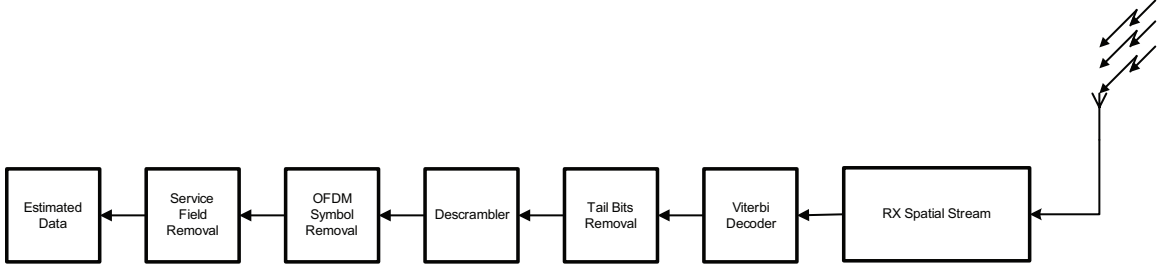 Estimated
Data
Service
Field
Removal
OFDM
Symbol
Removal
Descrambler
Tail Bits
Removal
Viterbi
Decoder
RX Spatial Stream